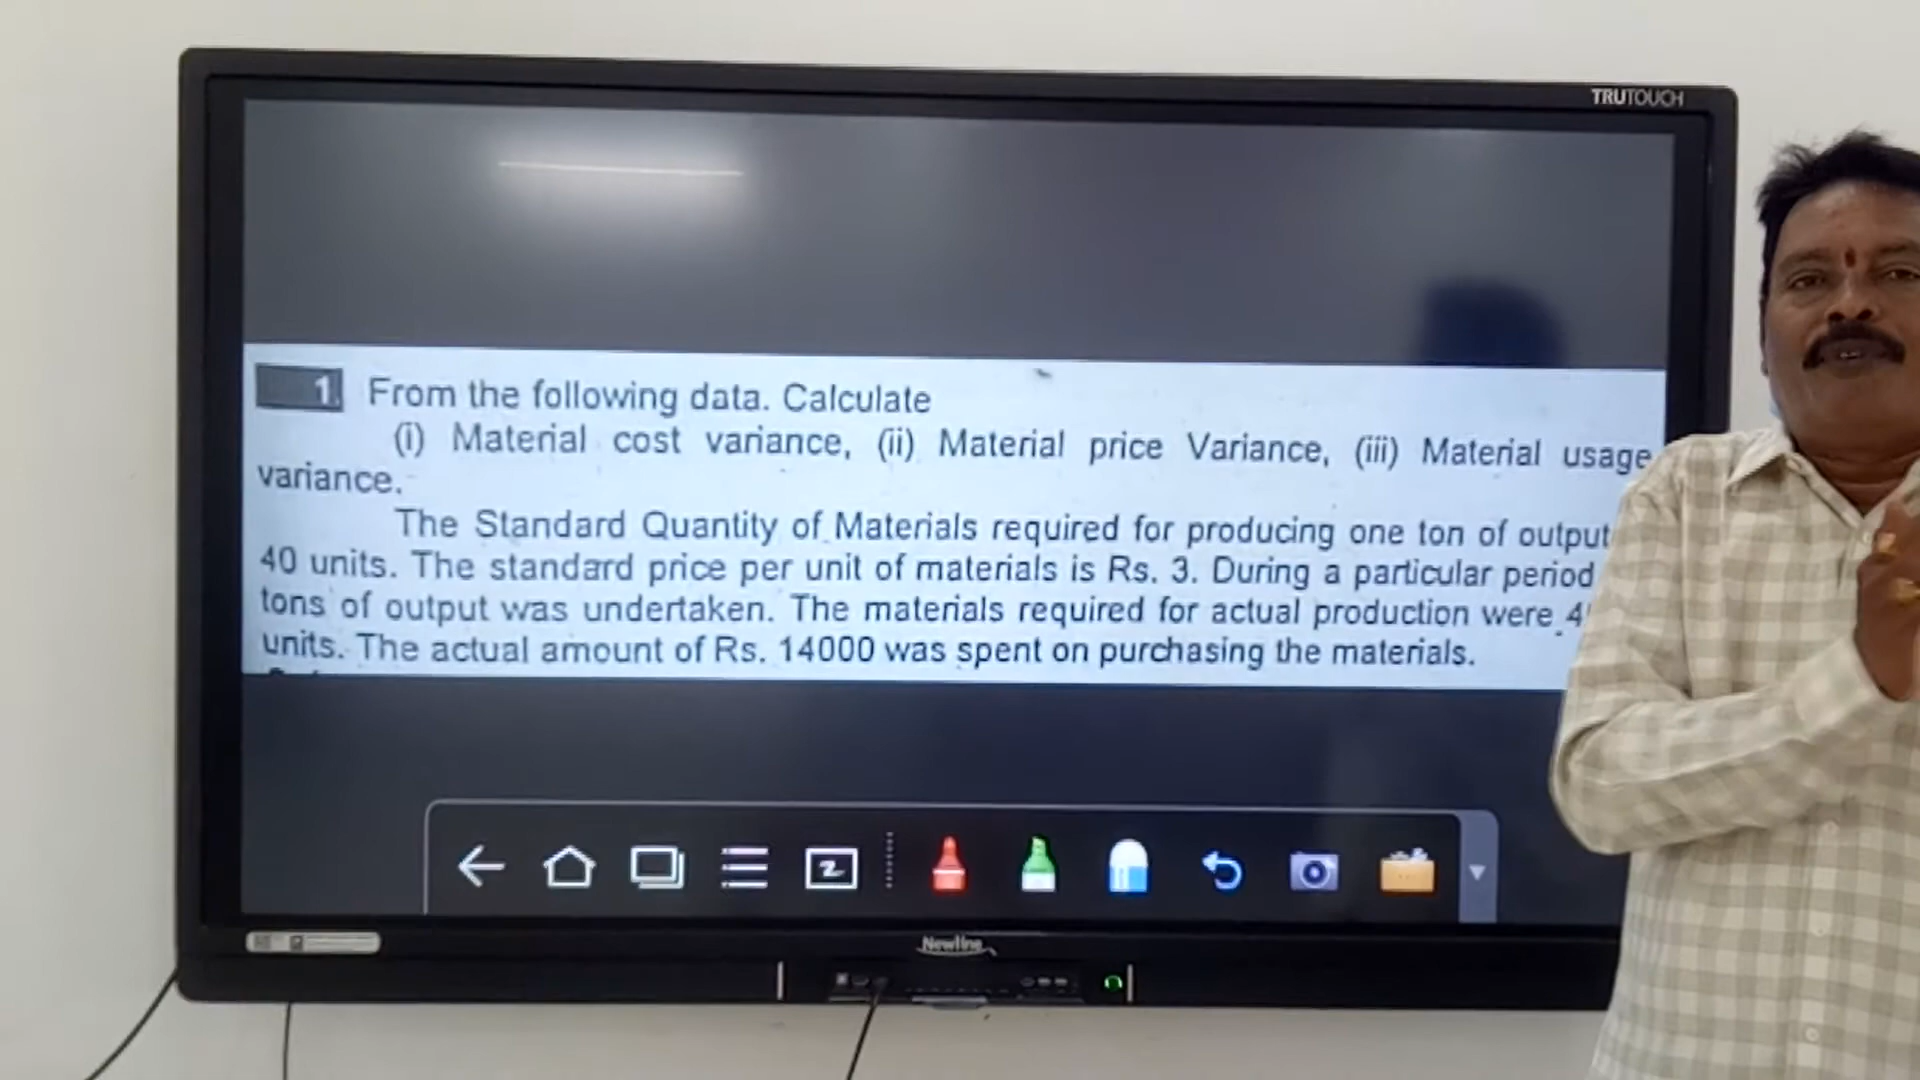 TRUTOUCH
1. From the following data. Calculate
(i) Material cost variance, (ii) Material price Variance, (iii) Material usage
variance.
The Standard Quantity of Materials required for producing one ton of output
40 units. The standard price per unit of materials is Rs. 3. During a particular period
tons of output was undertaken. The materials required for actual production were
units. The actual amount of Rs. 14000 was spent on purchasing the materials.
Newline